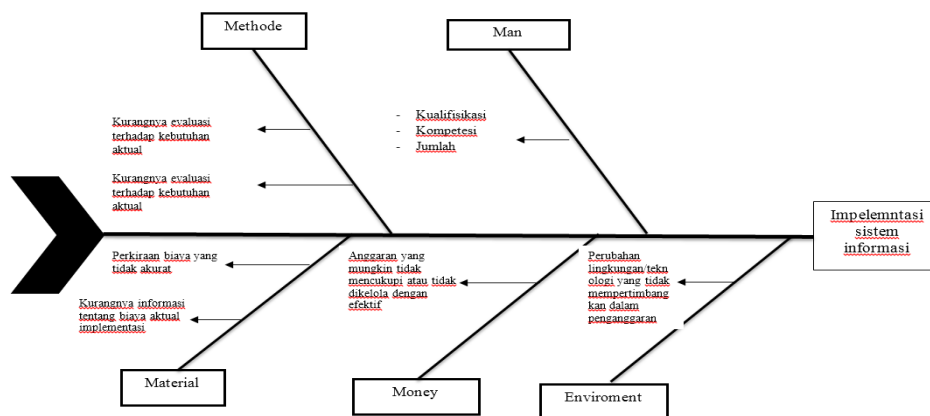 Methode
Man
Kurangnya evaluasi
terhadap kebutuhan
aktual
Kurangnya evaluasi
terhadap kebutuhan
aktual
- Kualifisikasi
- Kompetesi
- Jumlah
Impelemntasi
sistem
informasi
Perkiraan biaya yang
tidak akurat
Kurangnya informasi
tentang biaya aktual
implementasi
Anggaran yang
mungkin tidak
mencukupi atau tidak
dikelola dengan
efektif
Perubahan
lingkungan/tekn
ologi yang tidak
mempertimbang
kan dalam
penganggaran
Material
Money
Enviroment